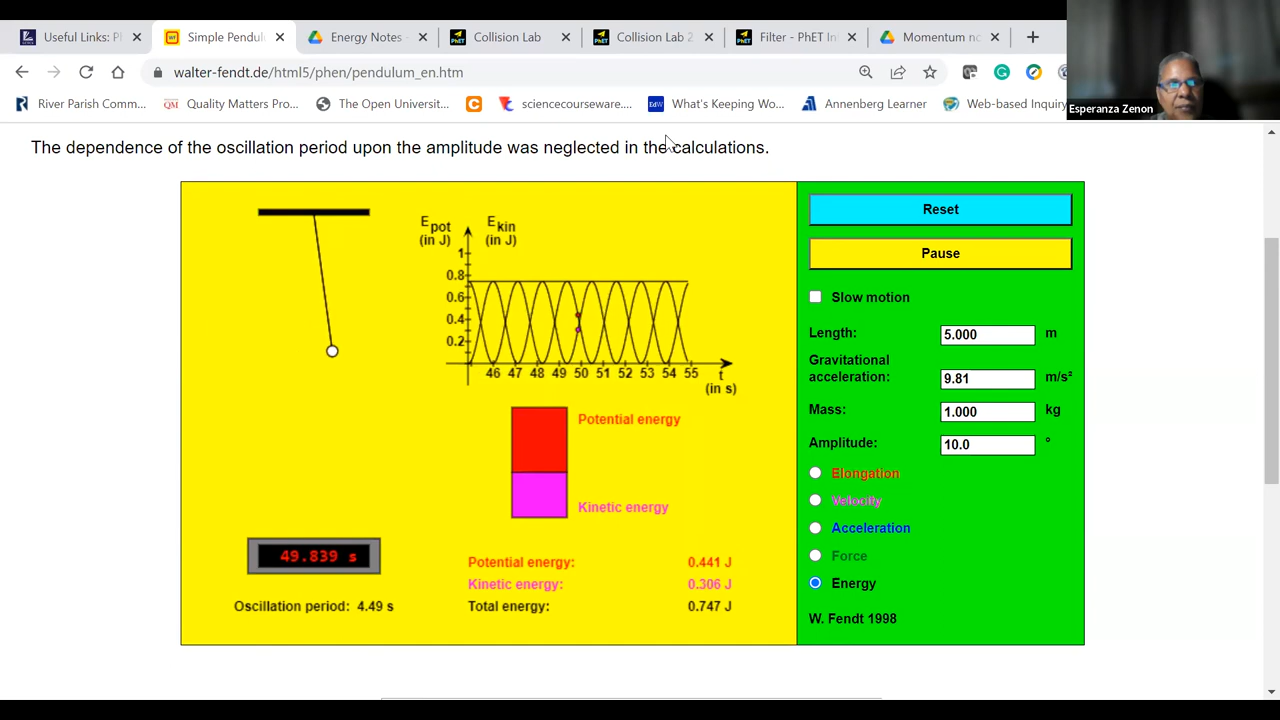 Useful Links: Pl
Simple Pendul
Energy Notes -
Collision Lab
Collision Lab 2
Filter - PhET In
Momentum no
walter-fendt.de/html5/phen/pendulum_en.htm
River Parish Comm...
Quality Matters Pro...
The Open Universit...
sciencecourseware....
What's Keeping Wo...
Annenberg Learner
Web-based Inquiry
Esperanza Zenon
The dependence of the oscillation period upon the amplitude was neglected in the calculations.
E pot
(in J)
E kin
(in J)
1
0.8
0.6
0.4
0.2
46 47 48 49 50 51 52 53 54 55
t
(in s)
Potential energy
Kinetic energy
49.839 s
Oscillation period: 4.49 s
Potential energy: 0.441 J
Kinetic energy: 0.306 J
Total energy: 0.747 J
Reset
Pause
Slow motion
Length: 5.000 m
Gravitational
acceleration: 9.81 m/s²
Mass: 1.000 kg
Amplitude: 10.0 °
Elongation
Velocity
Acceleration
Force
Energy
W. Fendt 1998